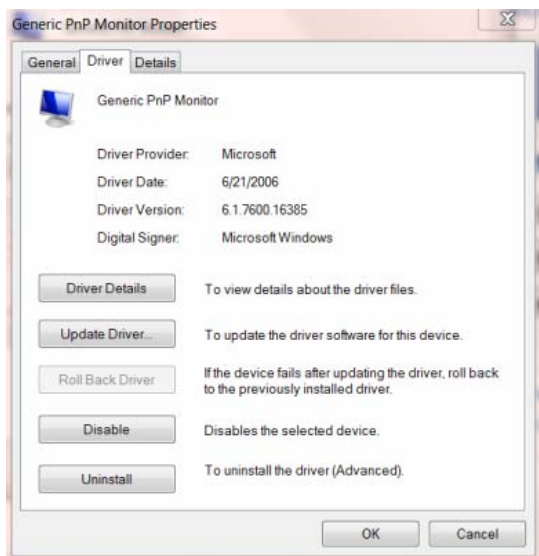 Generic PnP Monitor Properties
General Driver Details
Generic PnP Monitor
Driver Provider: Microsoft
Driver Date: 6/21/2006
Driver Version: 6.1.7600.16385
Digital Signer: Microsoft Windows
Driver Details To view details about the driver files.
Update Driver... To update the driver software for this device.
Roll Back Driver If the device fails after updating the driver, roll back
to the previously installed driver.
Disable Disables the selected device.
Uninstall To uninstall the driver (Advanced).
OK Cancel